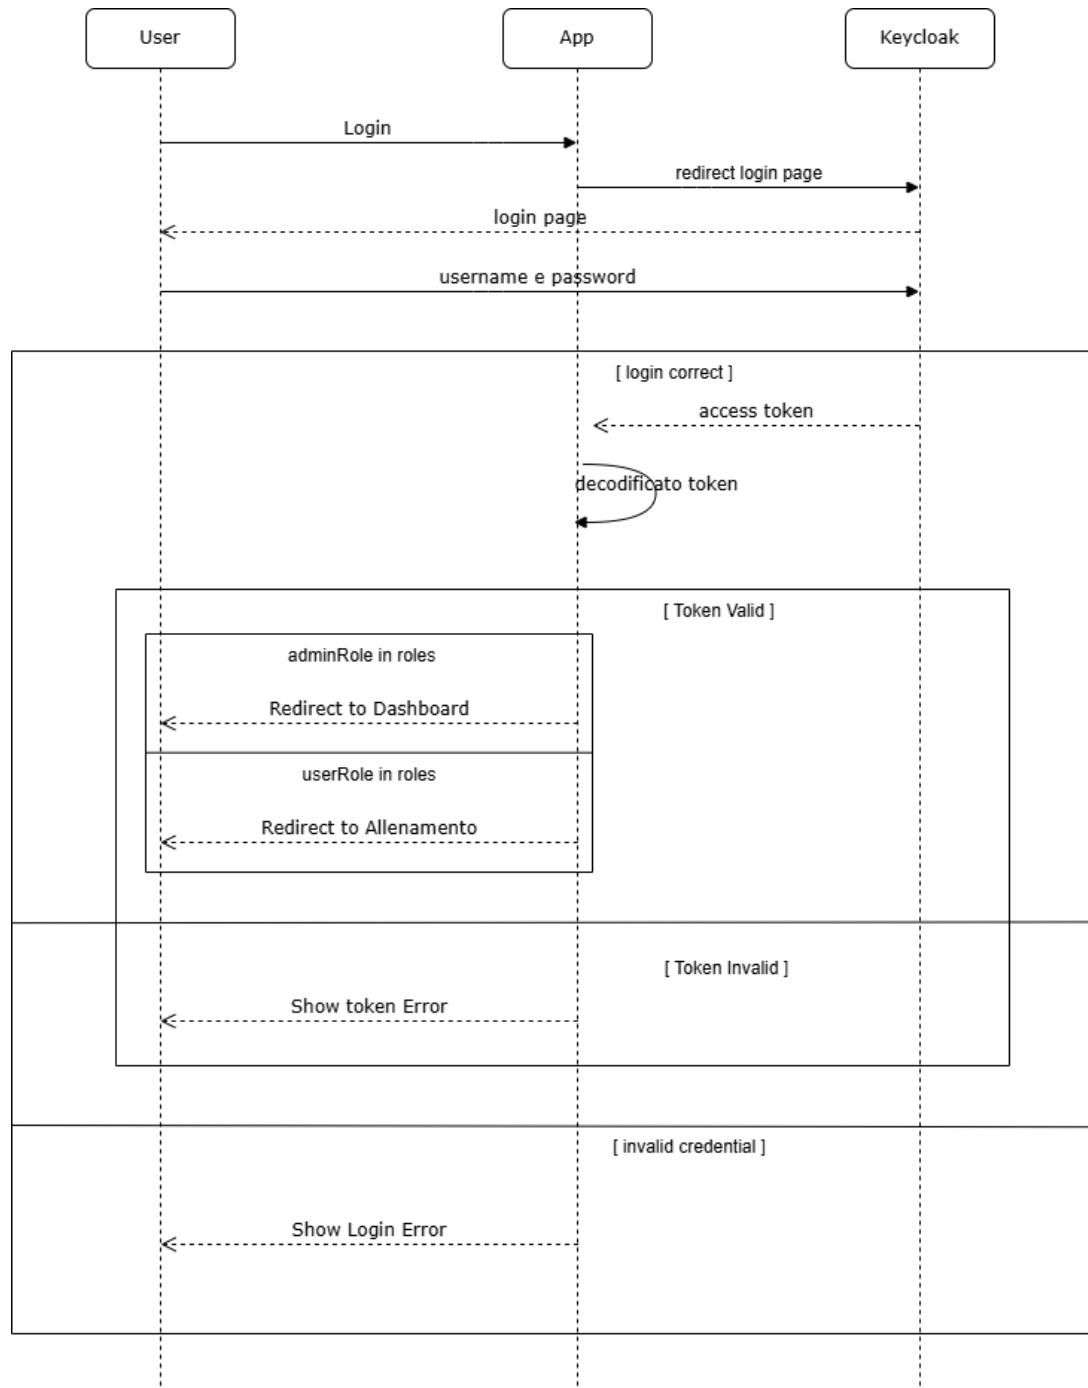 User
App
Keycloak
Login
redirect login page
login page
username e password
[ login correct ]
access token
decodificato token
[ Token Valid ]
adminRole in roles
Redirect to Dashboard
userRole in roles
Redirect to Allenamento
[ Token Invalid ]
Show token Error
[ invalid credential ]
Show Login Error